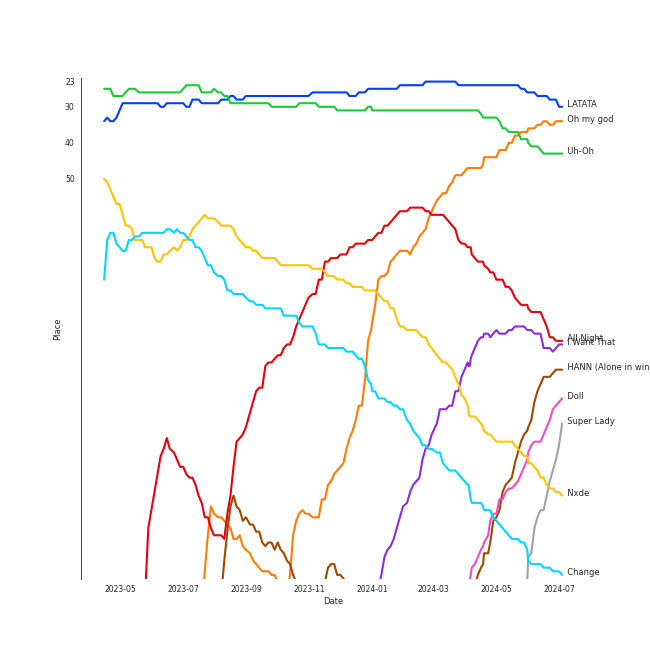 23
30
40
50
Place
LATATA
Oh my god
Uh-Oh
All Night
I Want That
HANN (Alone in win
Doll
Super Lady
Nxde
Change
2023-05
2023-07
2023-09
2023-11
2024-01
2024-03
2024-05
2024-07
Date